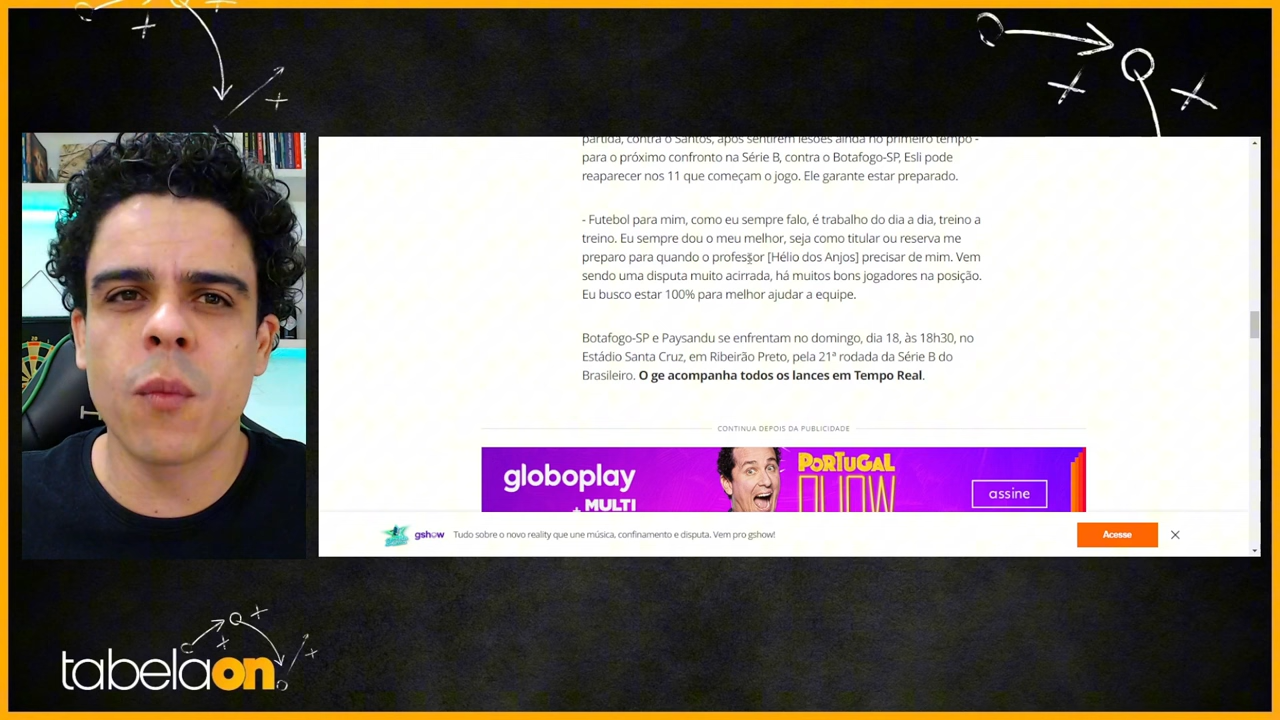 partida, contra o Santos, após sentirem lesões ainda no primeiro tempo -
para o próximo confronto na Série B, contra o Botafogo-SP, Esli pode
reaparecer nos 11 que começam o jogo. Ele garante estar preparado.
- Futebol para mim, como eu sempre falo, é trabalho do dia a dia, treino a
treino. Eu sempre dou o meu melhor, seja como titular ou reserva me
preparo para quando o professor [Hélio dos Anjos] precisar de mim. Vem
sendo uma disputa muito acirrada, há muitos bons jogadores na posição.
Eu busco estar 100% para melhor ajudar a equipe.
Botafogo-SP e Paysandu se enfrentam no domingo, dia 18, às 18h30, no
Estádio Santa Cruz, em Ribeirão Preto, pela 21ª rodada da Série B do
Brasileiro. O ge acompanha todos os lances em Tempo Real.
CONTINUA DEPOIS DA PUBLICIDADE
globoplay
+ MULTI
PORTUGAL
SHOW
assine
gshow Tudo sobre o novo reality que une música, confinamento e disputa. Vem pro gshow!
Acesse
tabelaon